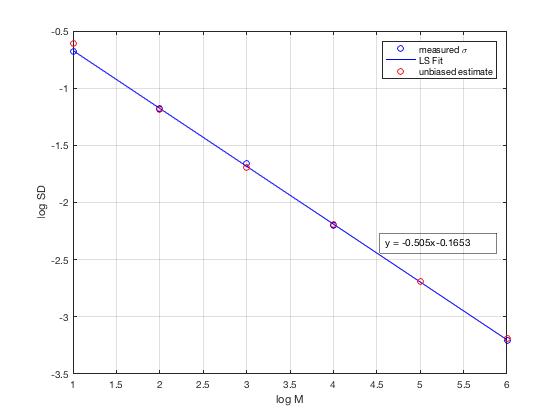 -0.5
-1
-1.5
-2
-2.5
-3
-3.5
log SD
measured σ
LS Fit
unbiased estimate
y = -0.505x-0.1653
1 1.5 2 2.5 3 3.5 4 4.5 5 5.5 6
log M